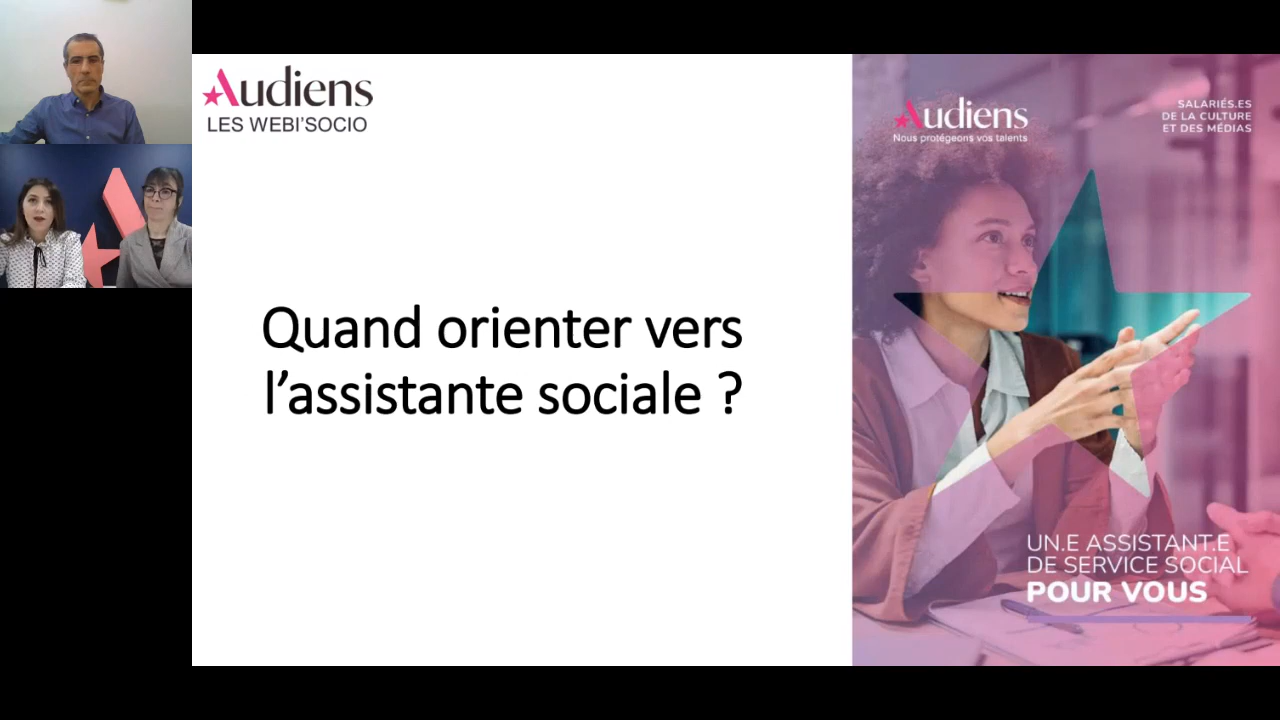 Audiens
LES WEBI'SOCIO
Quand orienter vers
l'assistante sociale ?
Audiens
Nous protégeons vos talents
SALARIÉS.ES
DE LA CULTURE
ET DES MÉDIAS
UN.E ASSISTANT.E
DE SERVICE SOCIAL
POUR VOUS